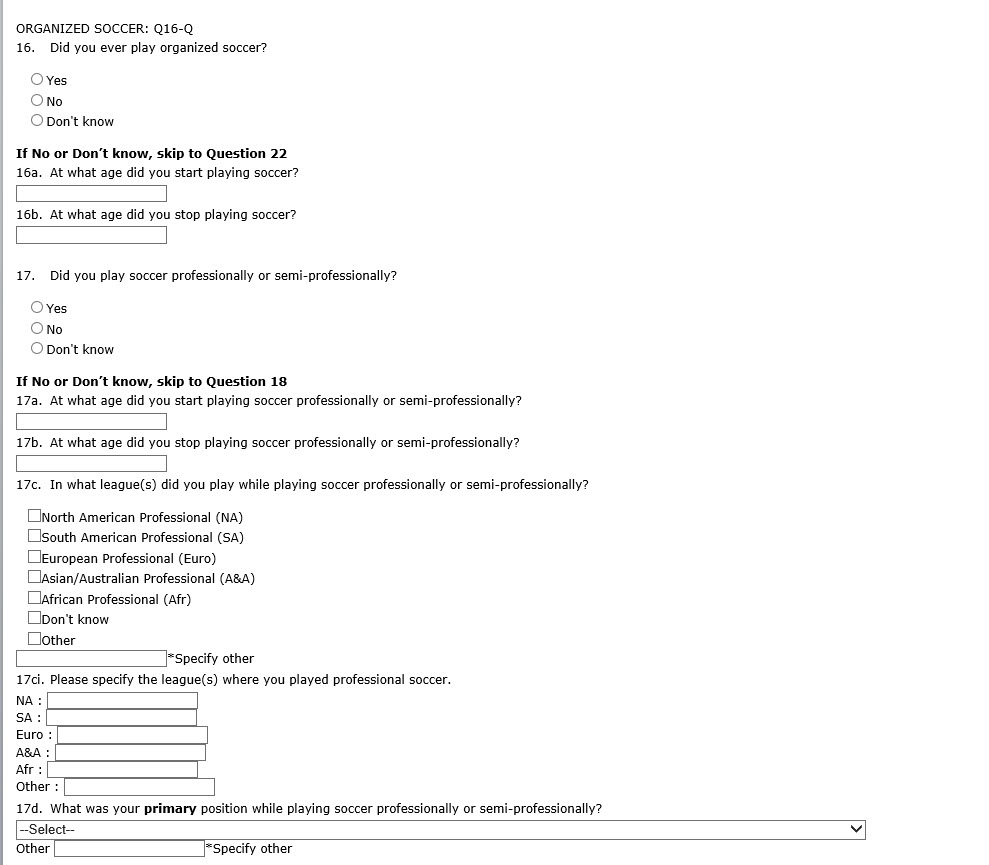 ORGANIZED SOCCER: Q16-Q
16. Did you ever play organized soccer?
Yes
No
Don't know
If No or Don’t know, skip to Question 22
16a. At what age did you start playing soccer?
16b. At what age did you stop playing soccer?
17. Did you play soccer professionally or semi-professionally?
Yes
No
Don't know
If No or Don’t know, skip to Question 18
17a. At what age did you start playing soccer professionally or semi-professionally?
17b. At what age did you stop playing soccer professionally or semi-professionally?
17c. In what league(s) did you play while playing soccer professionally or semi-professionally?
North American Professional (NA)
South American Professional (SA)
European Professional (Euro)
Asian/Australian Professional (A&A)
African Professional (Afr)
Don't know
Other
*Specify other
17ci. Please specify the league(s) where you played professional soccer.
NA :
SA :
Euro :
A&A :
Afr :
Other :
17d. What was your primary position while playing soccer professionally or semi-professionally?
--Select--
Other *Specify other